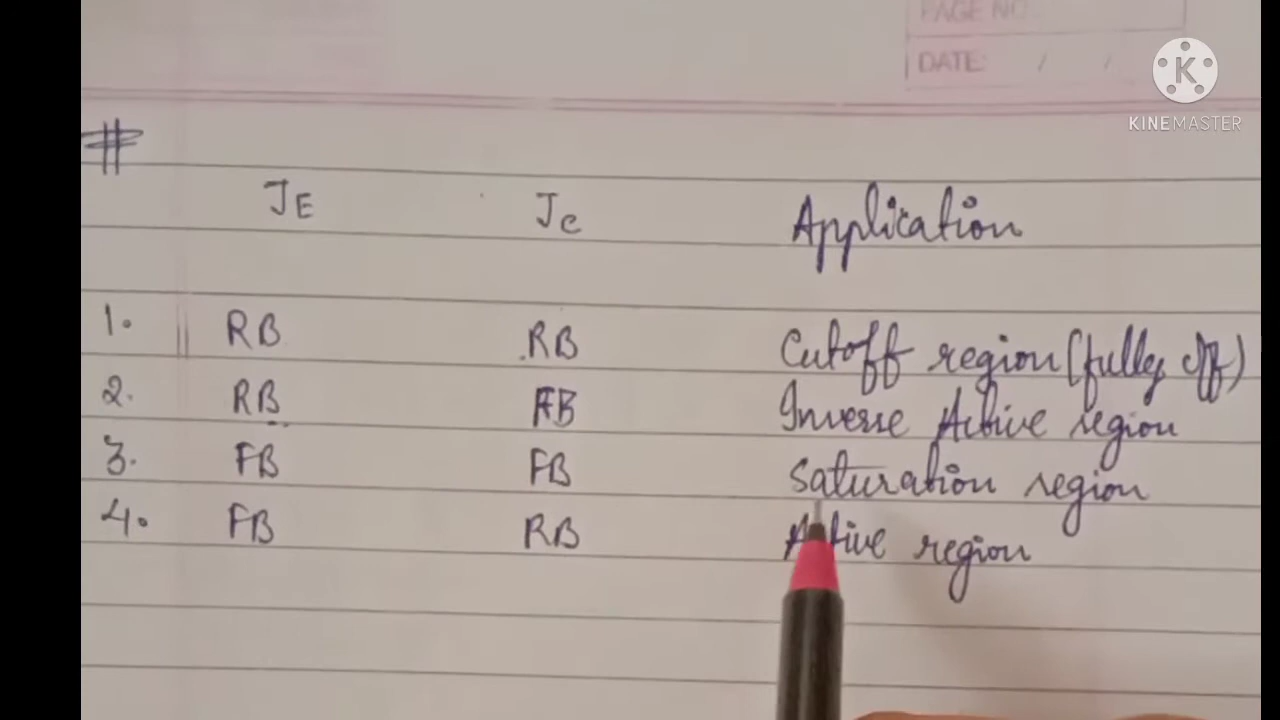 PAGE NO
DATE: / /
K
KINEMASTER
#
JE JC Application
1. RB RB Cutoff region (fully off)
2. RB FB Inverse Active region
3. FB FB Saturation region
4. FB RB Active region